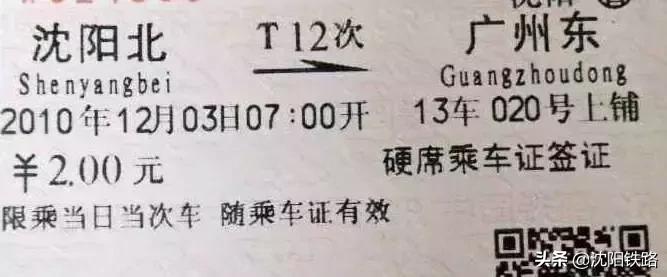 沈阳北 T12次 广州东
Shenyangbei Guangzhoudong
2010年12月03日07:00开 13车020号上铺
¥2.00元 硬席乘车证签证
限乘当日当次车 随乘车证有效
头条 @沈阳铁路